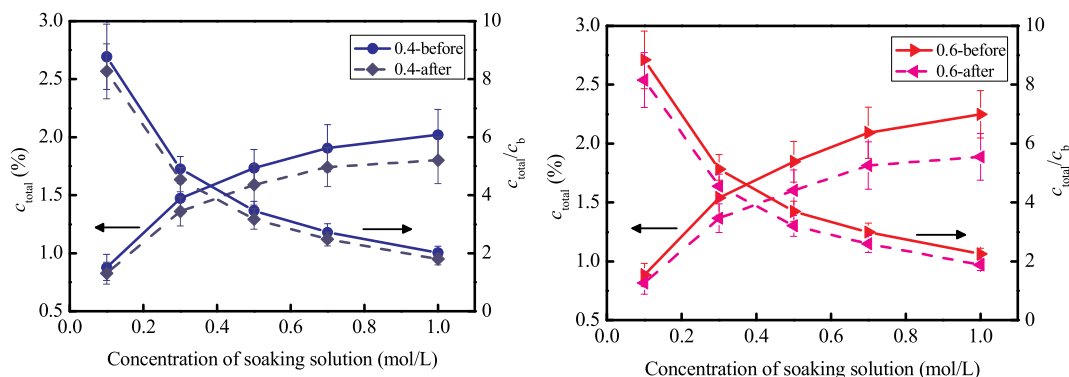 3.0
2.5
2.0
1.5
1.0
0.5
c_total (%)
10
8
6
4
2
0
c_total/c_b
0.4-before
0.4-after
0.0 0.2 0.4 0.6 0.8 1.0
Concentration of soaking solution (mol/L)
3.0
2.5
2.0
1.5
1.0
0.5
c_total (%)
10
8
6
4
2
0
c_total/c_b
0.6-before
0.6-after
0.0 0.2 0.4 0.6 0.8 1.0
Concentration of soaking solution (mol/L)